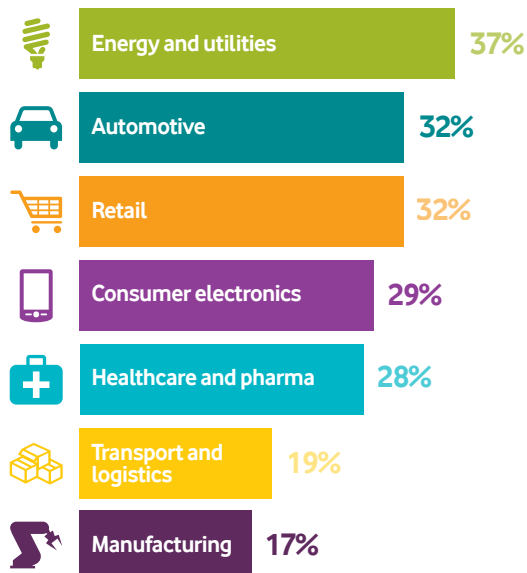 Energy and utilities 37%
Automotive 32%
Retail 32%
Consumer electronics 29%
Healthcare and pharma 28%
Transport and
logistics 19%
Manufacturing 17%